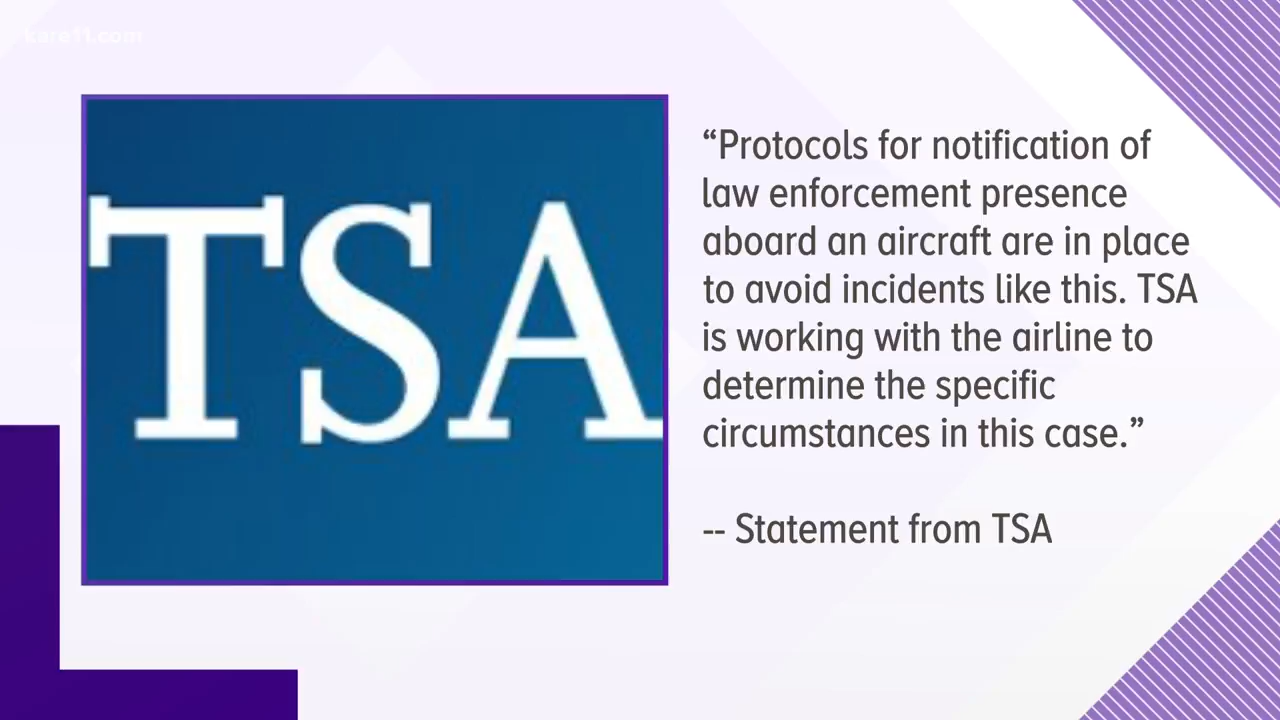 kare11.com
TSA
“Protocols for notification of
law enforcement presence
aboard an aircraft are in place
to avoid incidents like this. TSA
is working with the airline to
determine the specific
circumstances in this case.”
-- Statement from TSA